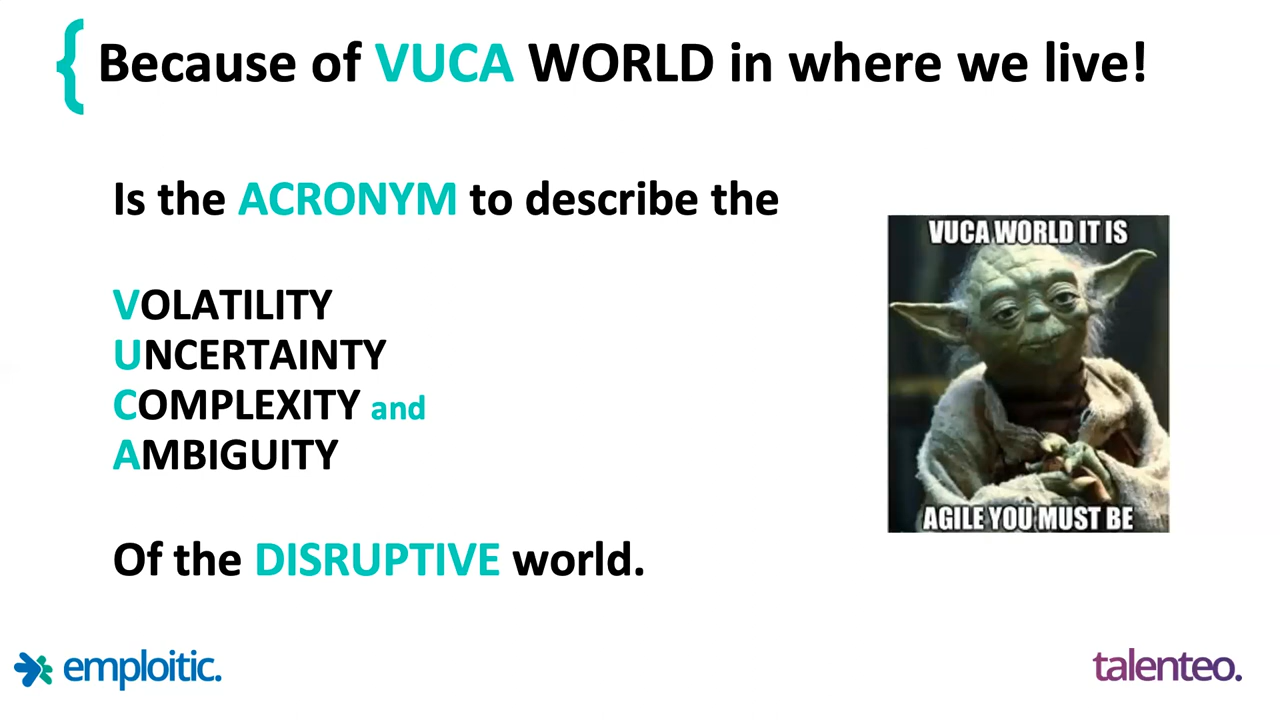 Because of VUCA WORLD in where we live!
Is the ACRONYM to describe the
VOLATILITY
UNCERTAINTY
COMPLEXITY and
AMBIGUITY
Of the DISRUPTIVE world.
VUCA WORLD IT IS
AGILE YOU MUST BE
emploitic.
talenteo.